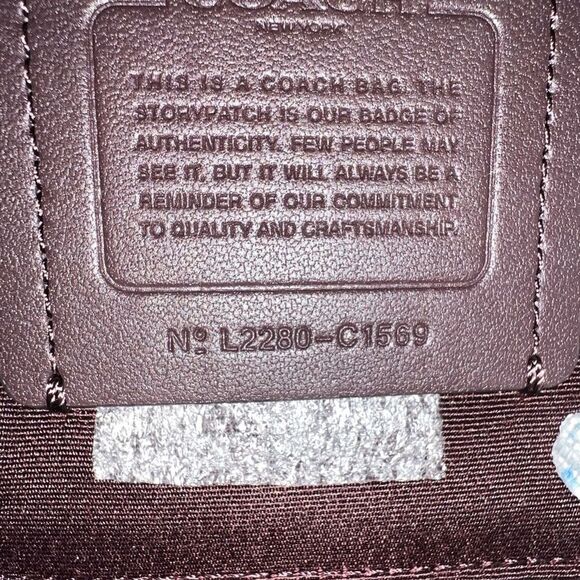 COACH
NEW YORK
THIS IS A COACH BAG. THE
STORYPATCH IS OUR BADGE OF
AUTHENTICITY. FEW PEOPLE MAY
SEE IT, BUT IT WILL ALWAYS BE A
REMINDER OF OUR COMMITMENT
TO QUALITY AND CRAFTSMANSHIP.
Nº L2280-C1569